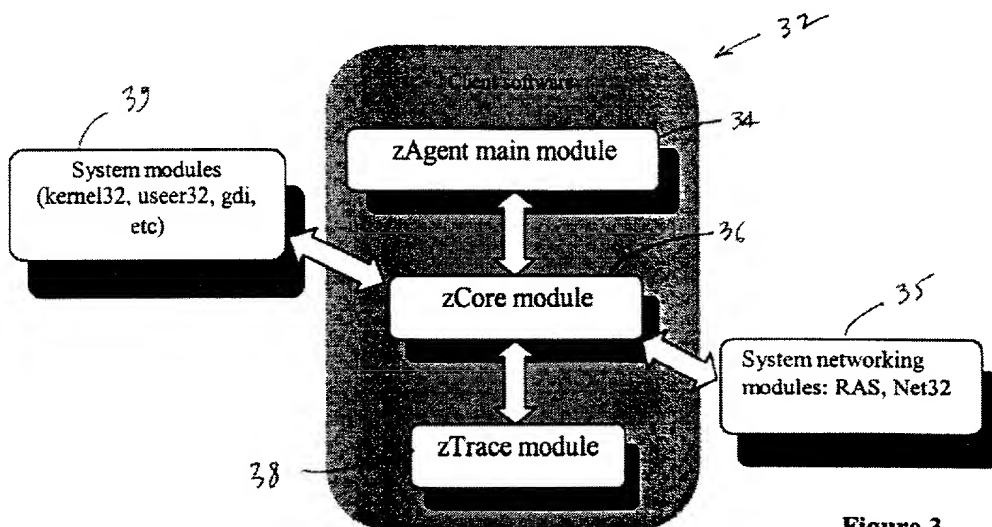 32
Client software
39
34
zAgent main module
System modules
(kernel32, useer32, gdi,
etc)
36
zCore module
35
System networking
modules: RAS, Net32
zTrace module
38
Figure 3